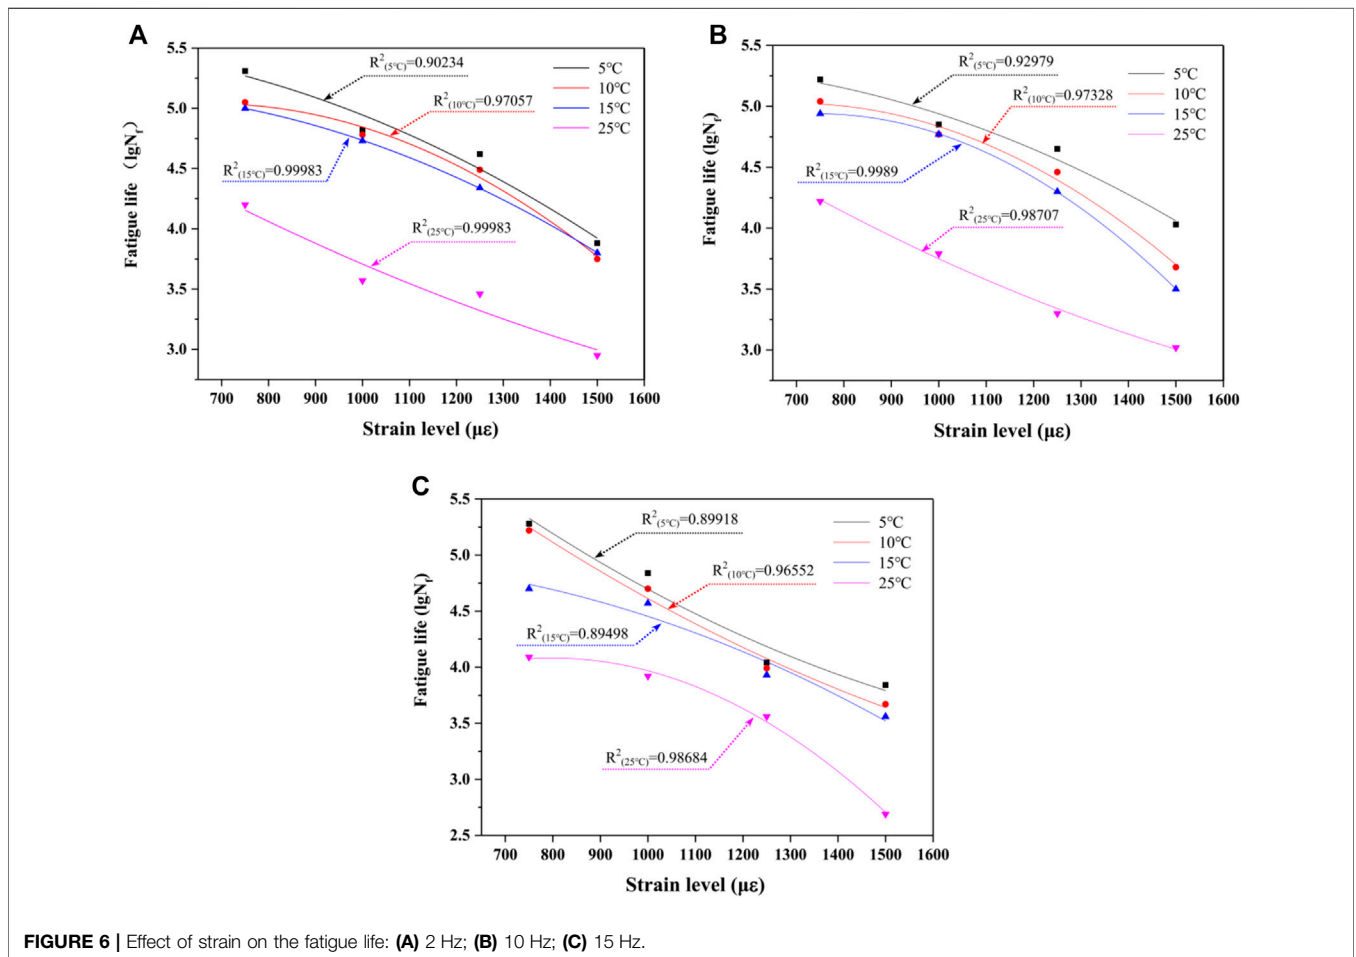 A
R²(5℃)=0.90234
R²(10℃)=0.97057
R²(15℃)=0.99983
R²(25℃)=0.99983
5℃
10℃
15℃
25℃
5.5
5.0
4.5
4.0
3.5
3.0
Fatigue life （lgNf）
700 800 900 1000 1100 1200 1300 1400 1500 1600
Strain level (με)
B
R²(5℃)=0.92979
R²(10℃)=0.97328
R²(15℃)=0.9989
R²(25℃)=0.98707
5℃
10℃
15℃
25℃
5.5
5.0
4.5
4.0
3.5
3.0
Fatigue life (lgNf)
700 800 900 1000 1100 1200 1300 1400 1500 1600
Strain level (με)
C
R²(5℃)=0.89918
R²(10℃)=0.96552
R²(15℃)=0.89498
R²(25℃)=0.98684
5℃
10℃
15℃
25℃
5.5
5.0
4.5
4.0
3.5
3.0
2.5
Fatigue life (lgNf)
700 800 900 1000 1100 1200 1300 1400 1500 1600
Strain level (με)
FIGURE 6 | Effect of strain on the fatigue life: (A) 2 Hz; (B) 10 Hz; (C) 15 Hz.